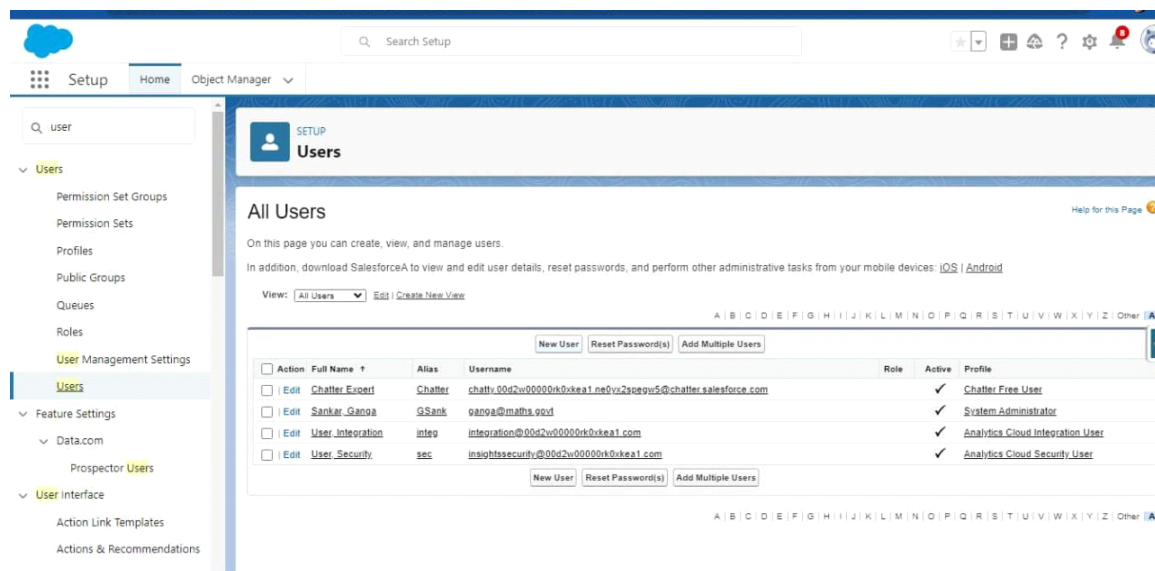 Search Setup
8
Setup
Home
Object Manager
user
Users
Permission Set Groups
Permission Sets
Profiles
Public Groups
Queues
Roles
User Management Settings
Users
Feature Settings
Data.com
Prospector Users
User Interface
Action Link Templates
Actions & Recommendations
SETUP
Users
All Users
Help for this Page ?
On this page you can create, view, and manage users.
In addition, download SalesforceA to view and edit user details, reset passwords, and perform other administrative tasks from your mobile devices: iOS | Android
View: All Users Edit | Create New View
A | B | C | D | E | F | G | H | I | J | K | L | M | N | O | P | Q | R | S | T | U | V | W | X | Y | Z | Other
New User Reset Password(s) Add Multiple Users
Action Full Name ↑ Alias Username Role Active Profile
| Edit Chatter Expert Chatter chatty.00d2w00000rk0xkea1.ne0yx2spegw5@chatter.salesforce.com ✓ Chatter Free User
| Edit Sankar, Ganga GSank ganga@maths.govt ✓ System Administrator
| Edit User, Integration integ integration@00d2w00000rk0xkea1.com ✓ Analytics Cloud Integration User
| Edit User, Security sec insightssecurity@00d2w00000rk0xkea1.com ✓ Analytics Cloud Security User
New User Reset Password(s) Add Multiple Users
A | B | C | D | E | F | G | H | I | J | K | L | M | N | O | P | Q | R | S | T | U | V | W | X | Y | Z | Other